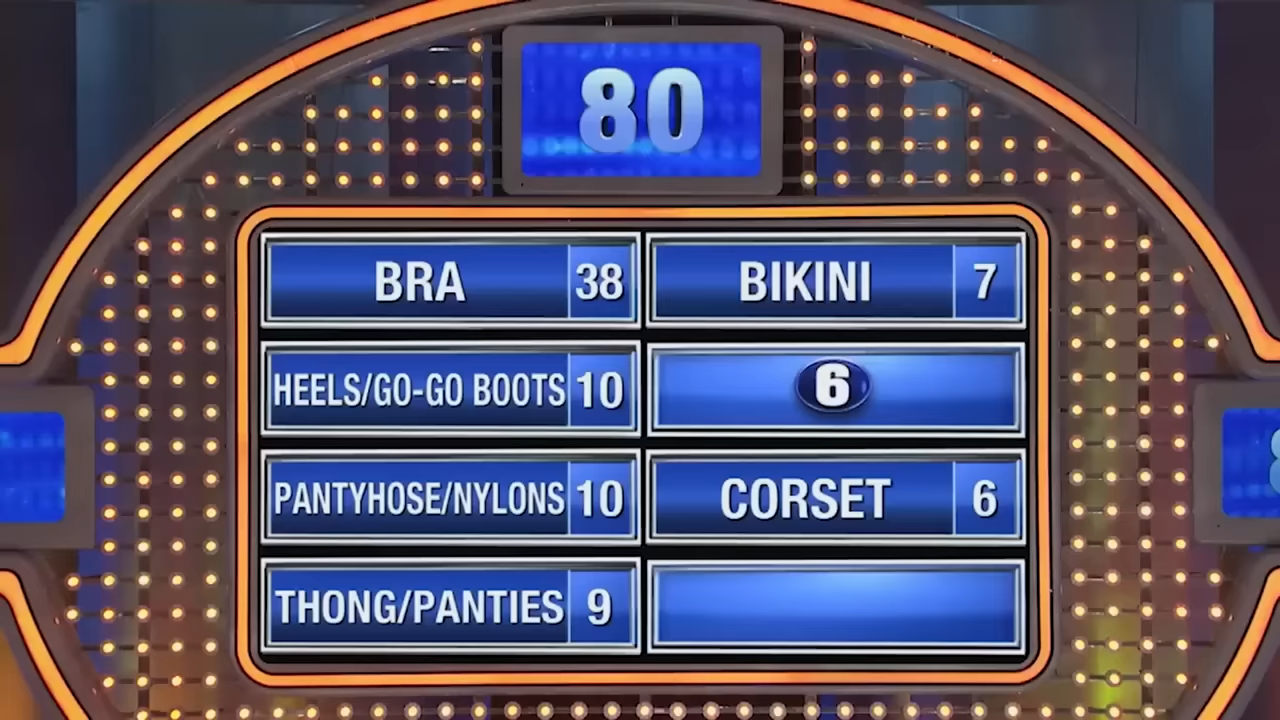 80
BRA 38
HEELS/GO-GO BOOTS 10
PANTYHOSE/NYLONS 10
THONG/PANTIES 9
BIKINI 7
6
CORSET 6